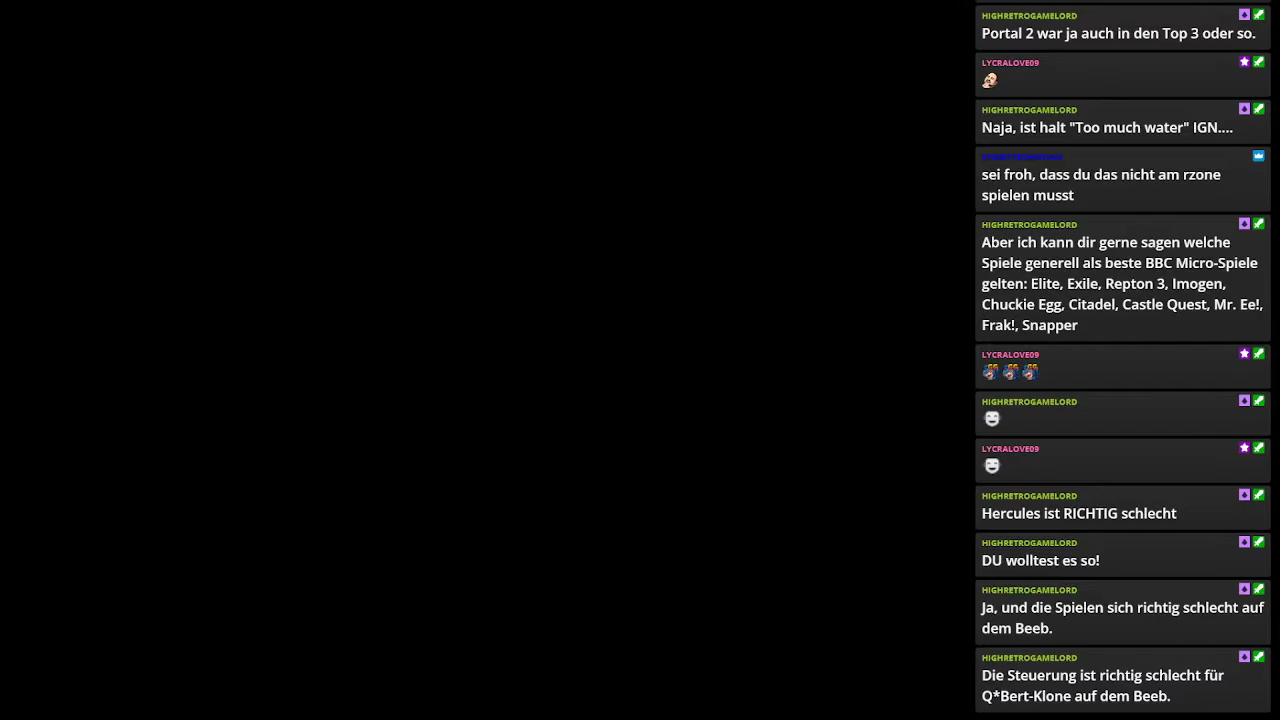 HIGHRETROGAMELORD
Portal 2 war ja auch in den Top 3 oder so.
LYCRALOVE09
HIGHRETROGAMELORD
Naja, ist halt "Too much water" IGN....
sei froh, dass du das nicht am rzone
spielen musst
HIGHRETROGAMELORD
Aber ich kann dir gerne sagen welche
Spiele generell als beste BBC Micro-Spiele
gelten: Elite, Exile, Repton 3, Imogen,
Chuckie Egg, Citadel, Castle Quest, Mr. Ee!,
Frak!, Snapper
LYCRALOVE09
HIGHRETROGAMELORD
LYCRALOVE09
HIGHRETROGAMELORD
Hercules ist RICHTIG schlecht
HIGHRETROGAMELORD
DU wolltest es so!
HIGHRETROGAMELORD
Ja, und die Spielen sich richtig schlecht auf
dem Beeb.
HIGHRETROGAMELORD
Die Steuerung ist richtig schlecht für
Q*Bert-Klone auf dem Beeb.